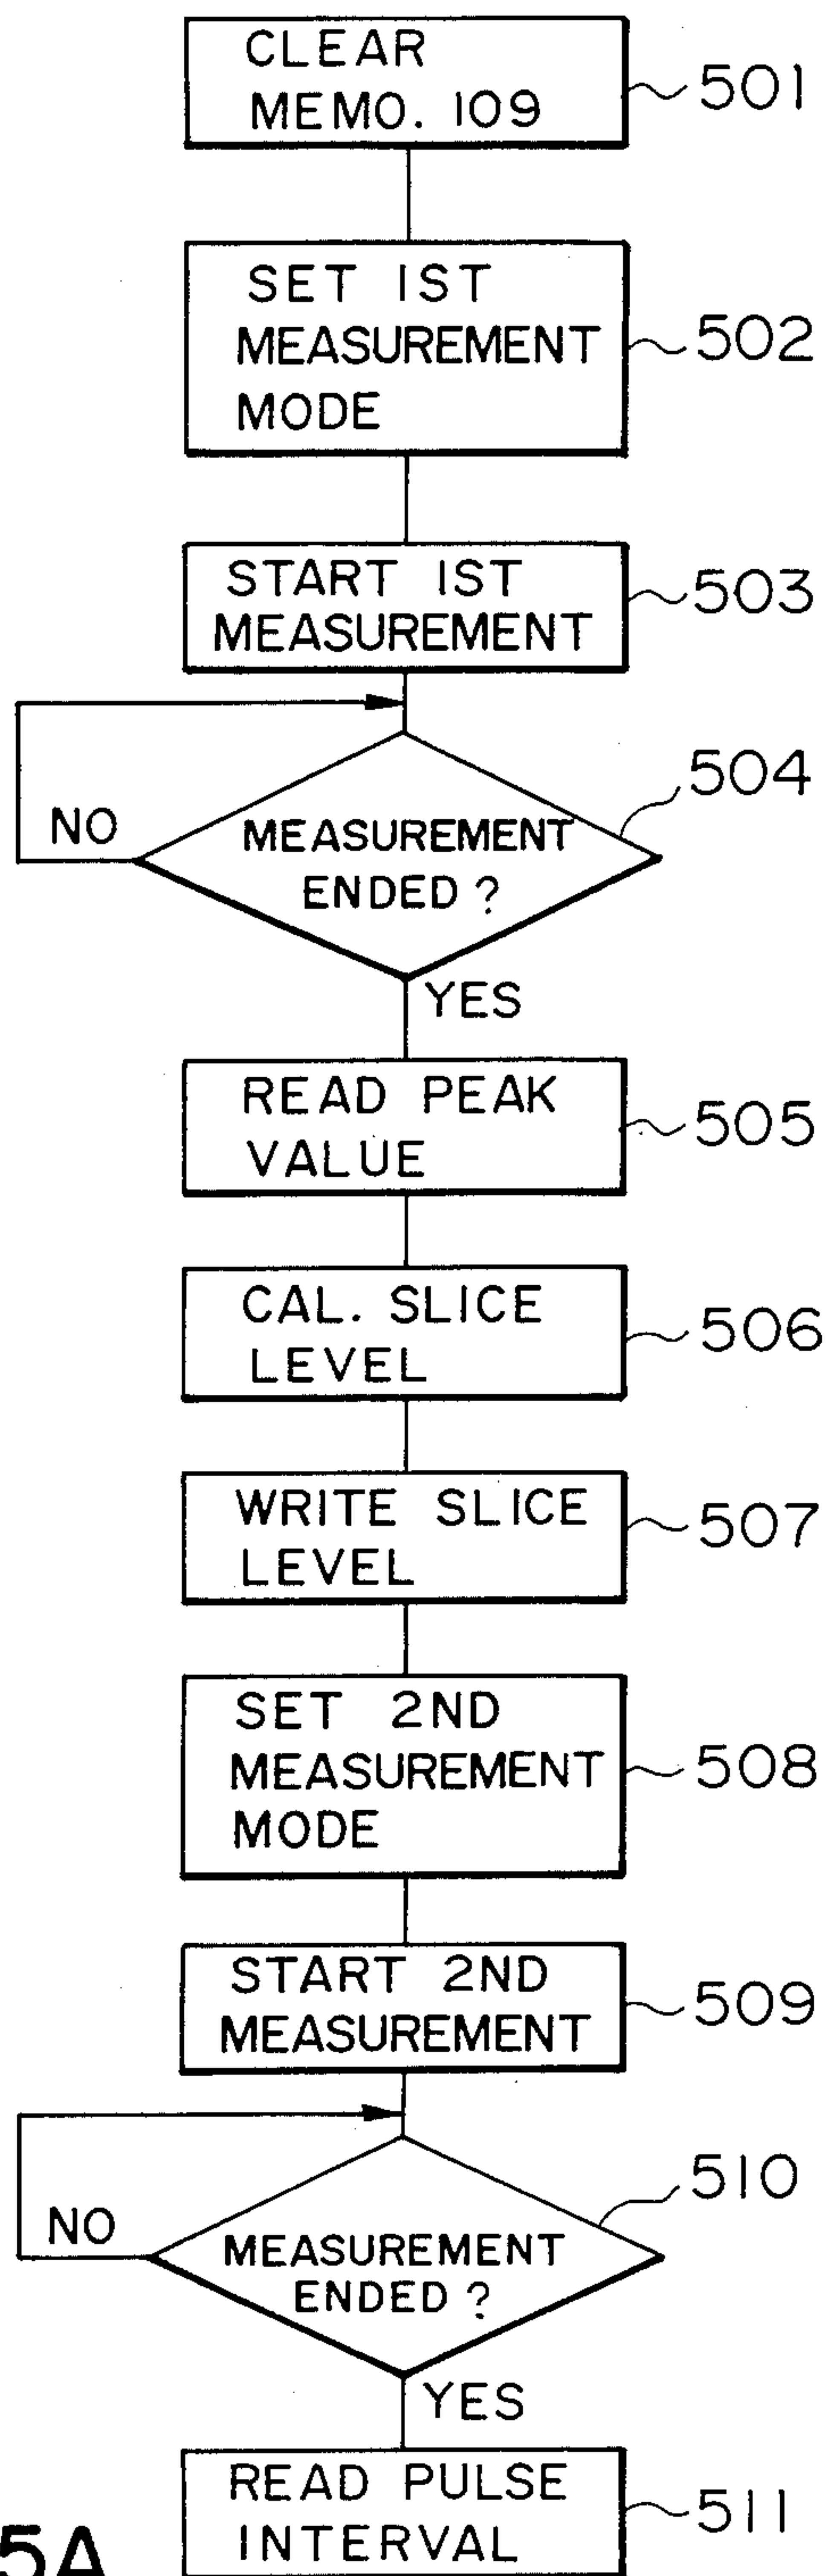 CLEAR
MEMO. 109
501
SET 1ST
MEASUREMENT
MODE
502
START 1ST
MEASUREMENT
503
504
NO
MEASUREMENT
ENDED?
YES
READ PEAK
VALUE
505
CAL. SLICE
LEVEL
506
WRITE SLICE
LEVEL
507
SET 2ND
MEASUREMENT
MODE
508
START 2ND
MEASUREMENT
509
510
NO
MEASUREMENT
ENDED?
YES
READ PULSE
INTERVAL
511
5A